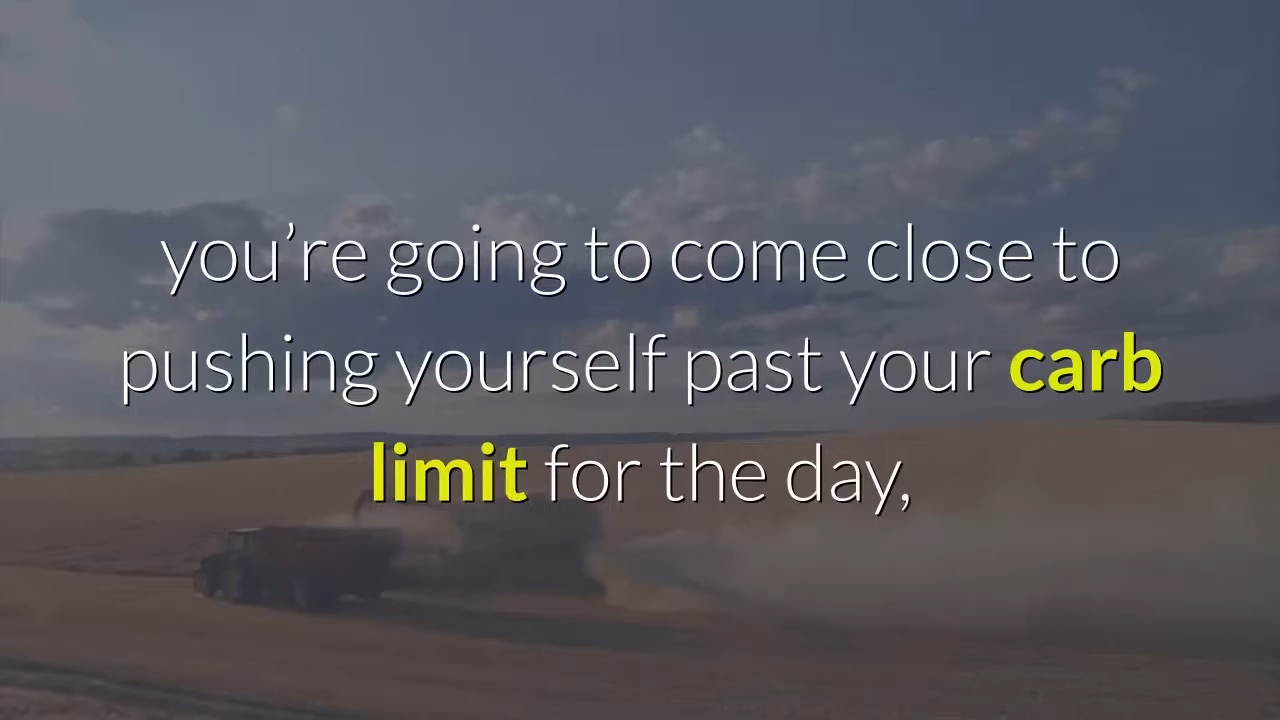 you’re going to come close to
pushing yourself past your carb
limit for the day,